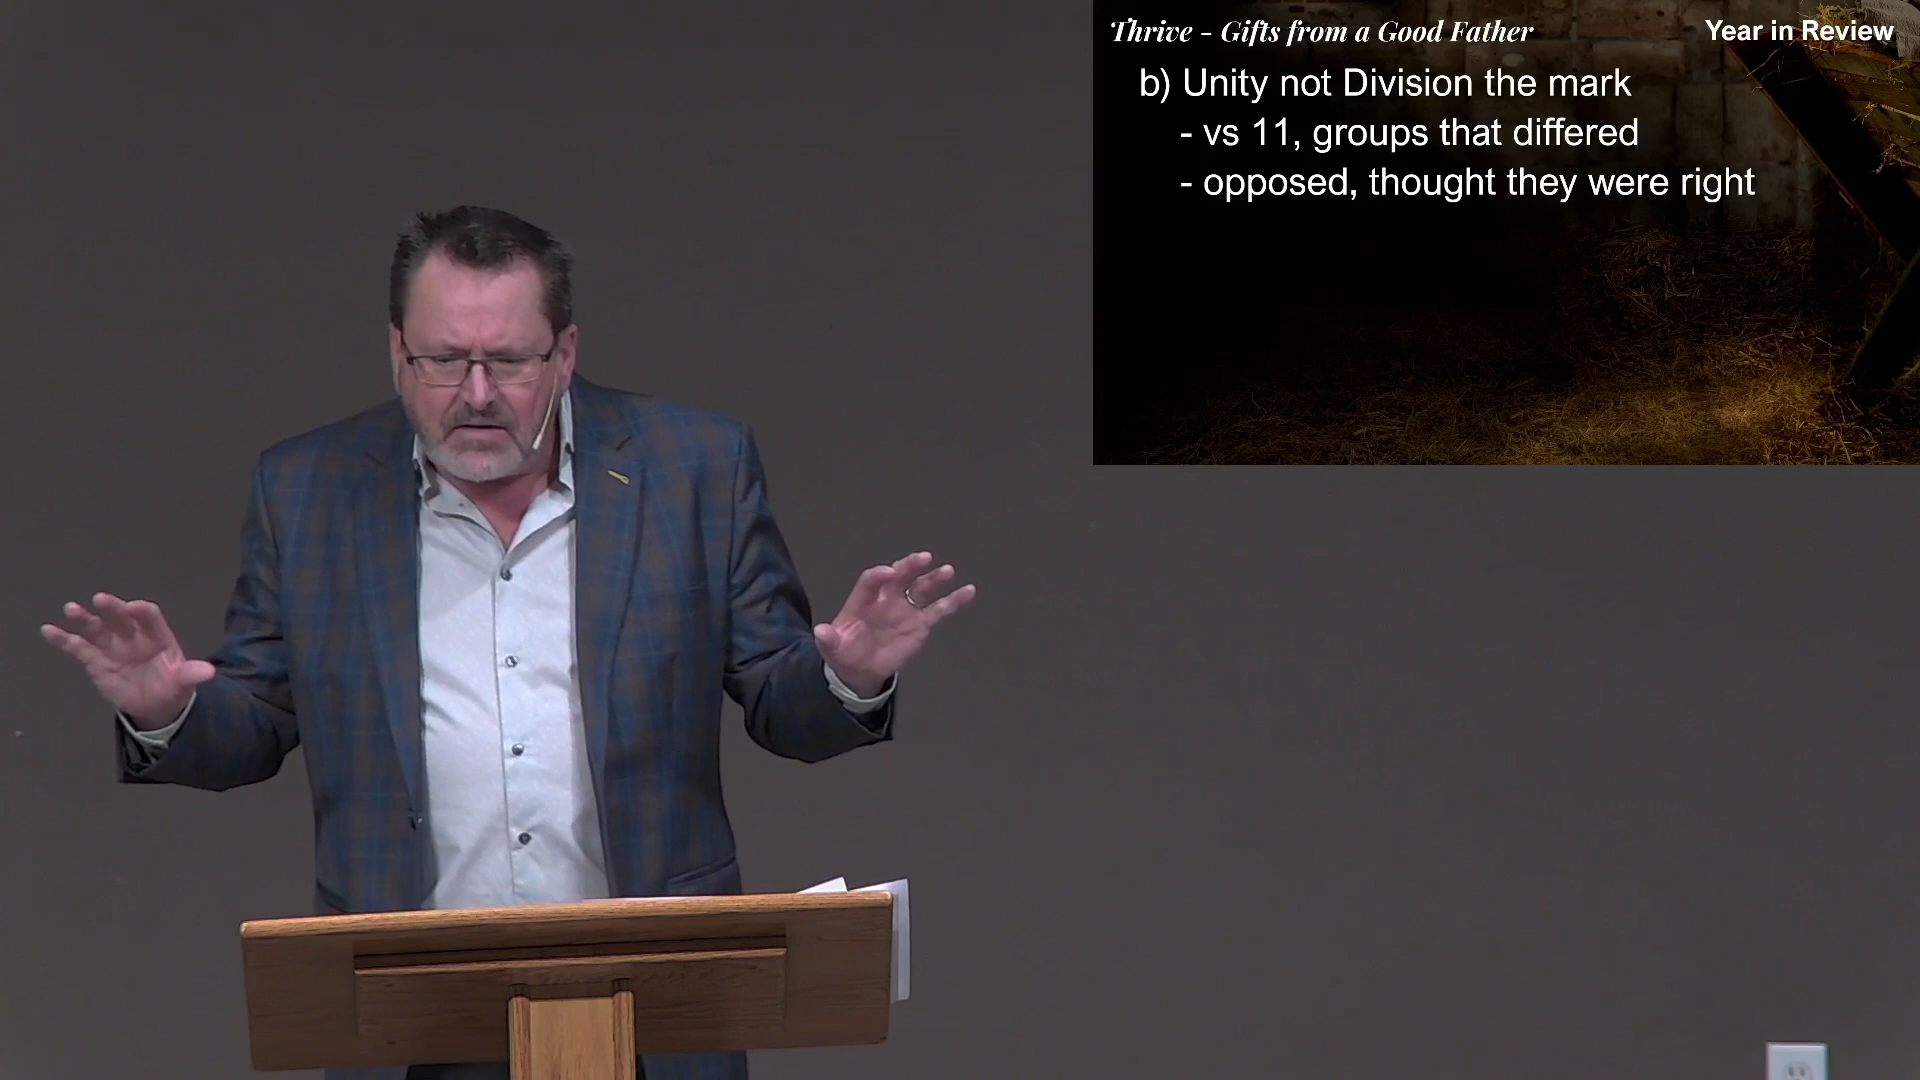 Thrive - Gifts from a Good Father
Year in Review
b) Unity not Division the mark
- vs 11, groups that differed
- opposed, thought they were right